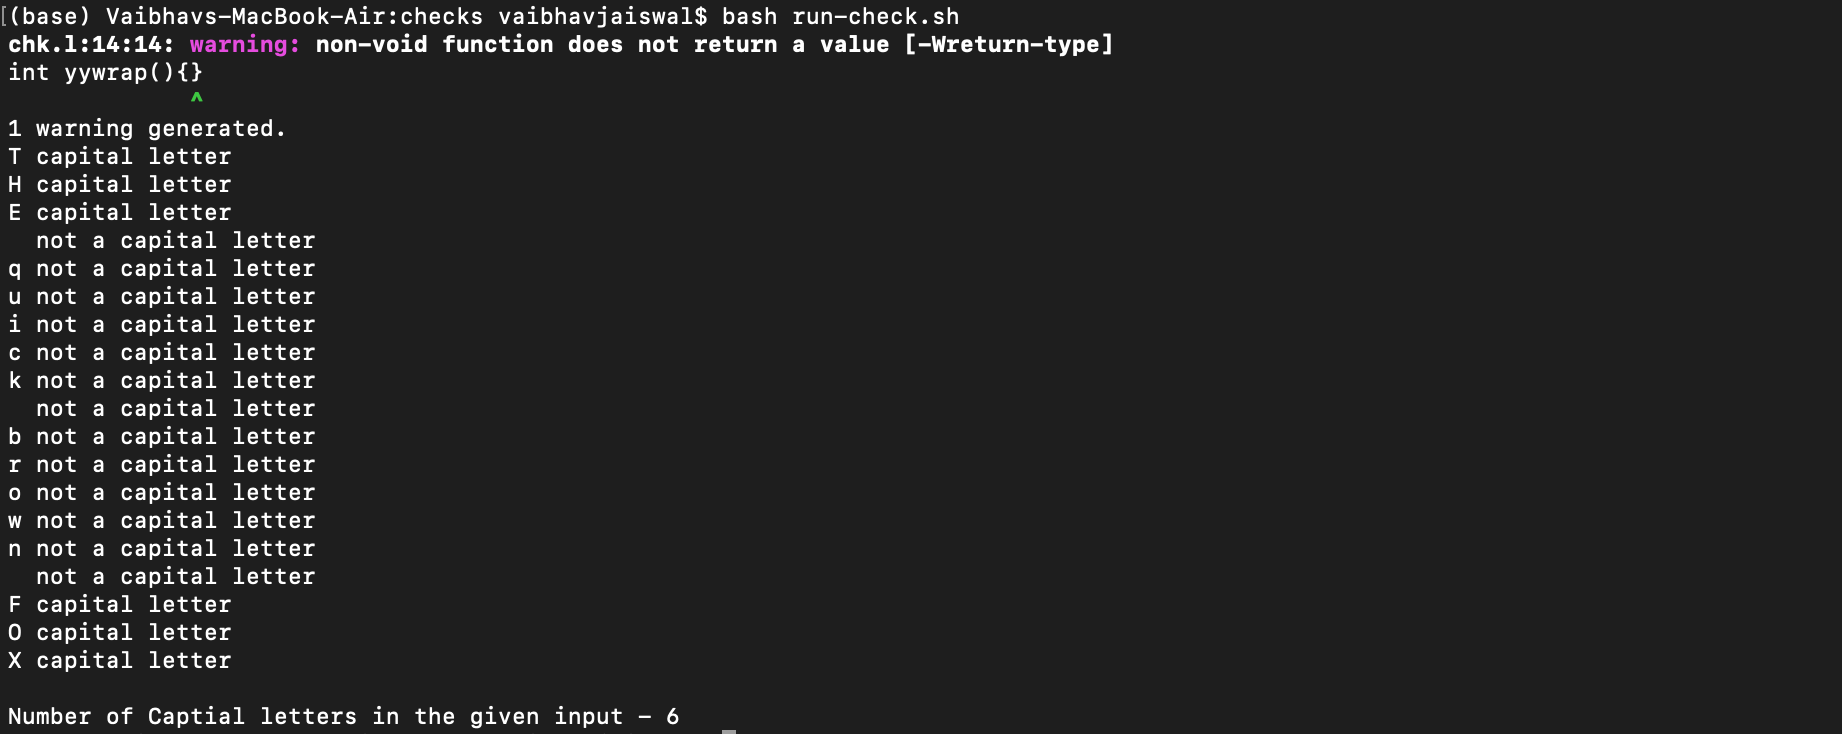 (base) Vaibhavs-MacBook-Air:checks vaibhavjaiswal$ bash run-check.sh
chk.l:14:14: warning: non-void function does not return a value [-Wreturn-type]
int yywrap(){}
^
1 warning generated.
T capital letter
H capital letter
E capital letter
  not a capital letter
q not a capital letter
u not a capital letter
i not a capital letter
c not a capital letter
k not a capital letter
  not a capital letter
b not a capital letter
r not a capital letter
o not a capital letter
w not a capital letter
n not a capital letter
  not a capital letter
F capital letter
O capital letter
X capital letter
Number of Captial letters in the given input - 6